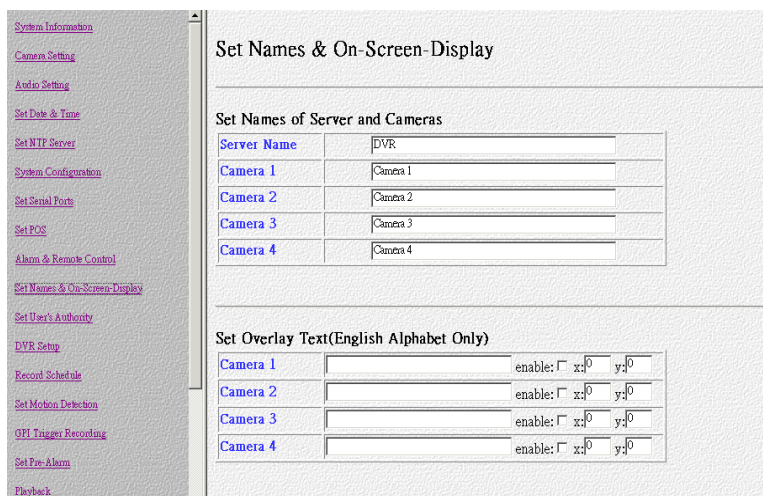 System Information
Camera Setting
Audio Setting
Set Date & Time
Set NTP Server
System Configuration
Set Serial Ports
Set POS
Alarm & Remote Control
Set Names & On-Screen-Display
Set User's Authority
DVR Setup
Record Schedule
Set Motion Detection
GPI Trigger Recording
Set Pre-Alarm
Playback
Set Names & On-Screen-Display
Set Names of Server and Cameras
Server Name DVR
Camera 1 Camera 1
Camera 2 Camera 2
Camera 3 Camera 3
Camera 4 Camera 4
Set Overlay Text(English Alphabet Only)
Camera 1 enable: x: 0 y: 0
Camera 2 enable: x: 0 y: 0
Camera 3 enable: x: 0 y: 0
Camera 4 enable: x: 0 y: 0